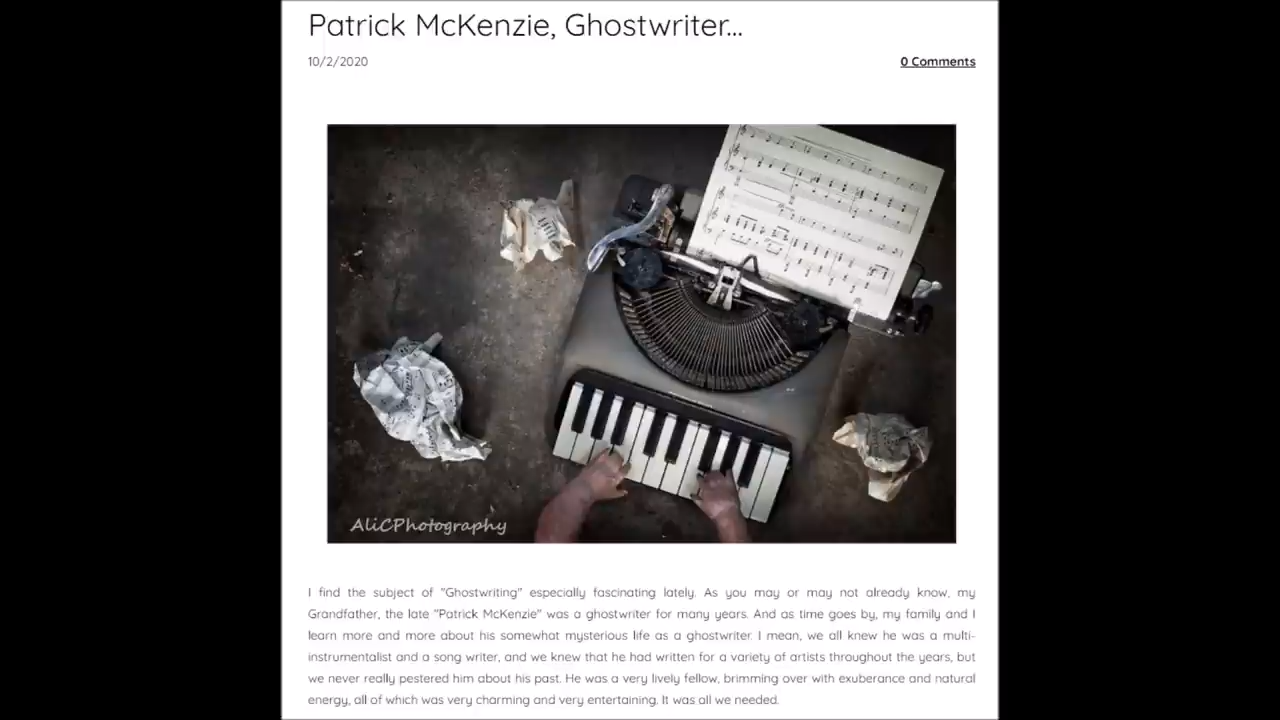 Patrick McKenzie, Ghostwriter...
10/2/2020
0 Comments
AliCPhotography
I find the subject of "Ghostwriting" especially fascinating lately. As you may or may not already know, my
Grandfather, the late "Patrick McKenzie" was a ghostwriter for many years. And as time goes by, my family and I
learn more and more about his somewhat mysterious life as a ghostwriter. I mean, we all knew he was a multi-
instrumentalist and a song writer, and we knew that he had written for a variety of artists throughout the years, but
we never really pestered him about his past. He was a very lively fellow, brimming over with exuberance and natural
energy, all of which was very charming and very entertaining. It was all we needed.